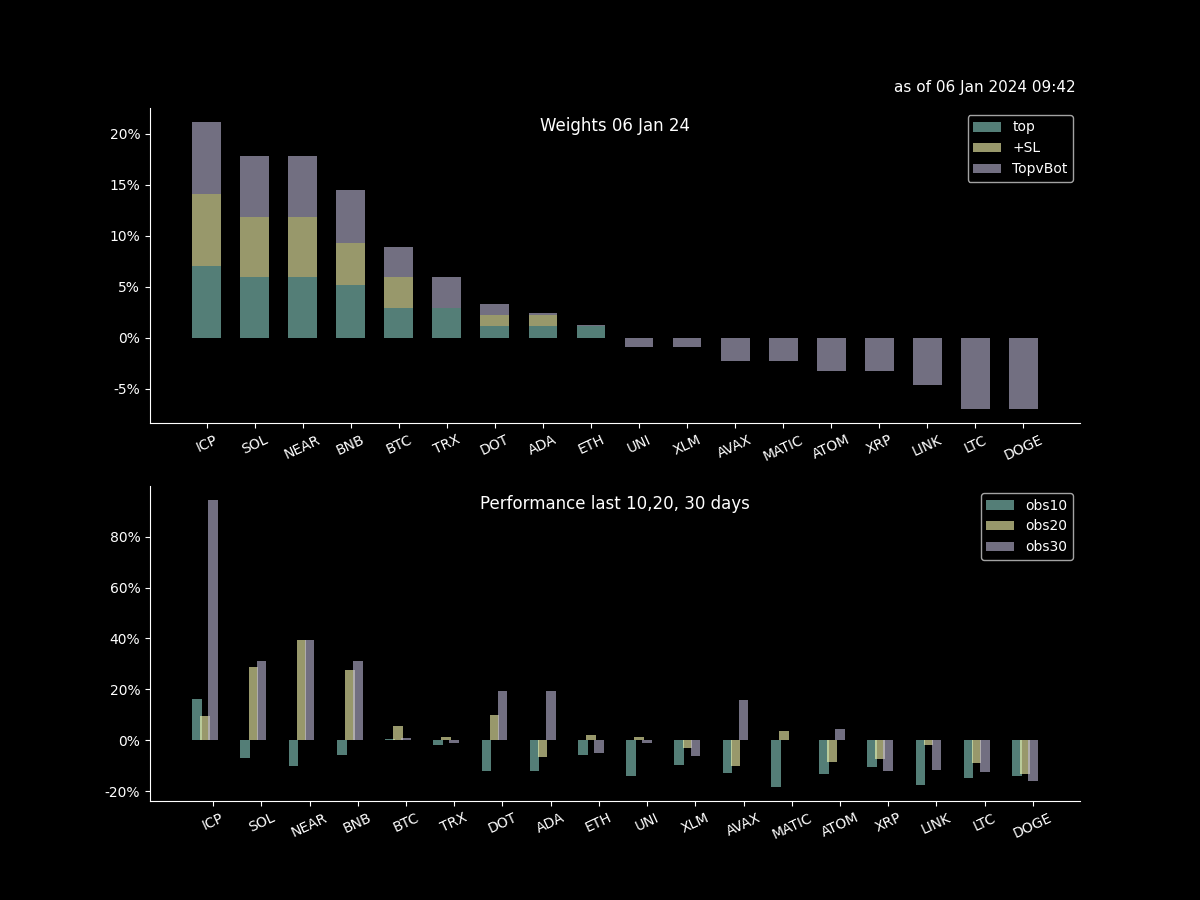 as of 06 Jan 2024 09:42
Weights 06 Jan 24
top
+SL
TopvBot
20%
15%
10%
5%
0%
-5%
ICP SOL NEAR BNB BTC TRX DOT ADA ETH UNI XLM AVAX MATIC ATOM XRP LINK LTC DOGE
Performance last 10,20, 30 days
obs10
obs20
obs30
80%
60%
40%
20%
0%
-20%
ICP SOL NEAR BNB BTC TRX DOT ADA ETH UNI XLM AVAX MATIC ATOM XRP LINK LTC DOGE